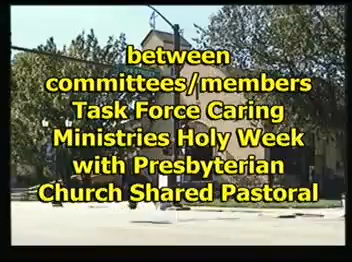 between
committees/members
Task Force Caring
Ministries Holy Week
with Presbyterian
Church Shared Pastoral